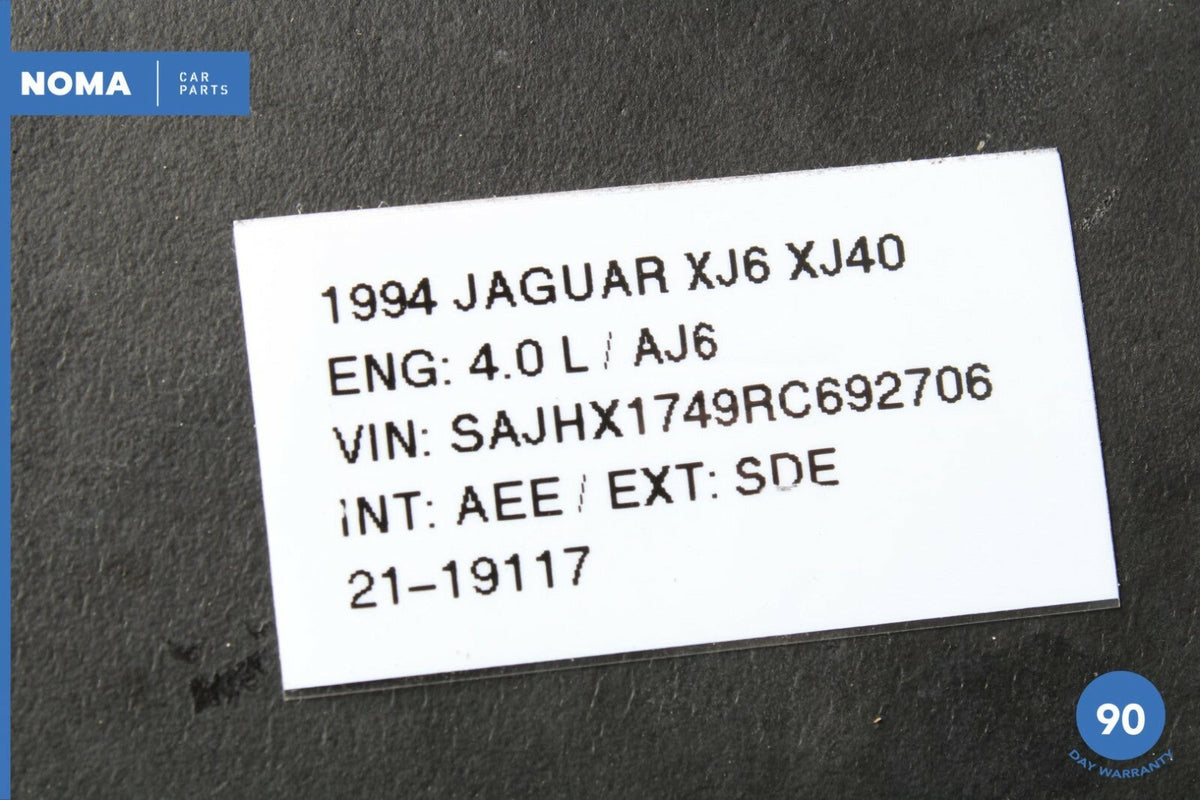 NOMA
CAR
PARTS
1994 JAGUAR XJ6 XJ40
ENG: 4.0 L / AJ6
VIN: SAJHX1749RC692706
INT: AEE / EXT: SDE
21-19117
90
DAY WARRANTY